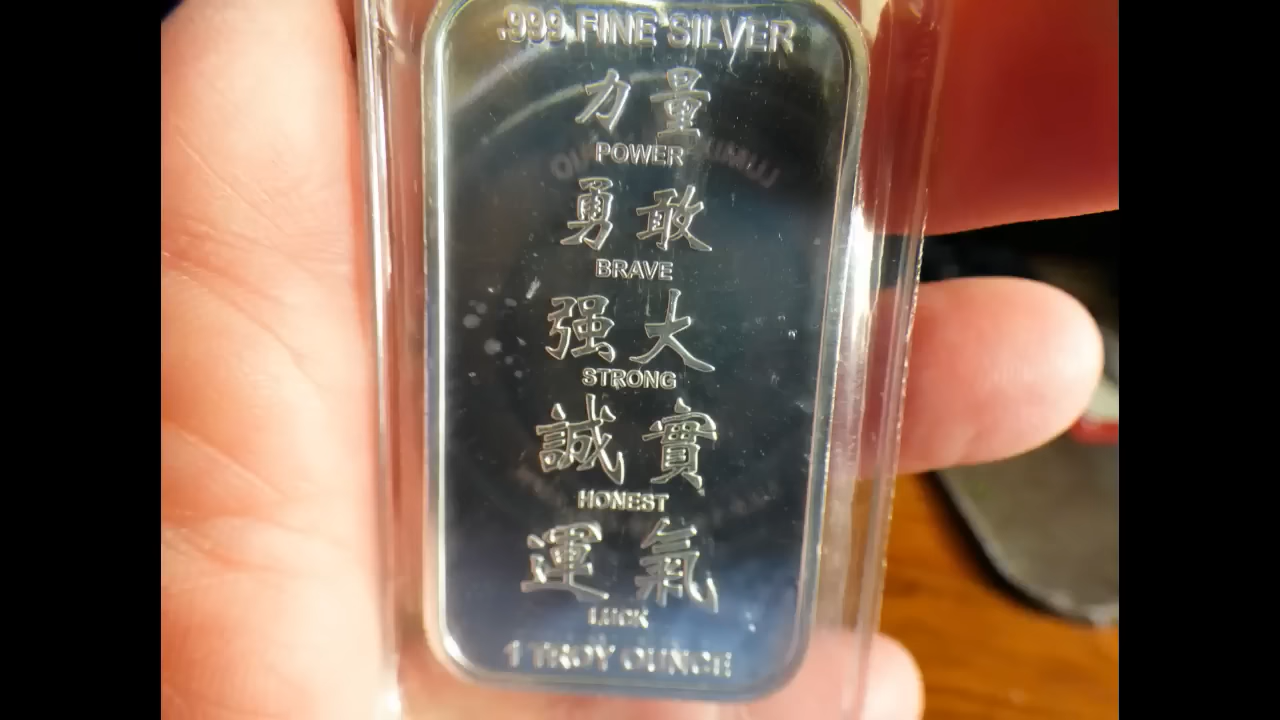 .999 FINE SILVER
力量
POWER
勇敢
BRAVE
强大
STRONG
誠實
HONEST
運氣
LUCK
1 TROY OUNCE